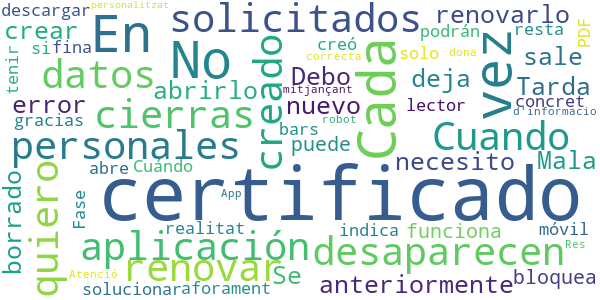 personalitzat
descargar
solicitados
renovarlo
crear
En
No
creado
Cada
vez
si
fina
creó
podrán
solo
dona
resta
PDF
tenir
datos
abrirlo
Debo
correcta
deja
sale
Tarda
error
gracias
cierras
nuevo
mitjançant
lector
concret
d'informacio
robot
personales
bars
puede
Cuando
necesito
Mala
borrado
quiero
abre
Cuándo
certificado
Fase
App
realitat
aplicación
indica
funciona
móvil
desaparecen
Res
Atenció
renovar
Se
anteriormente
bloquea
solucionar
aforament